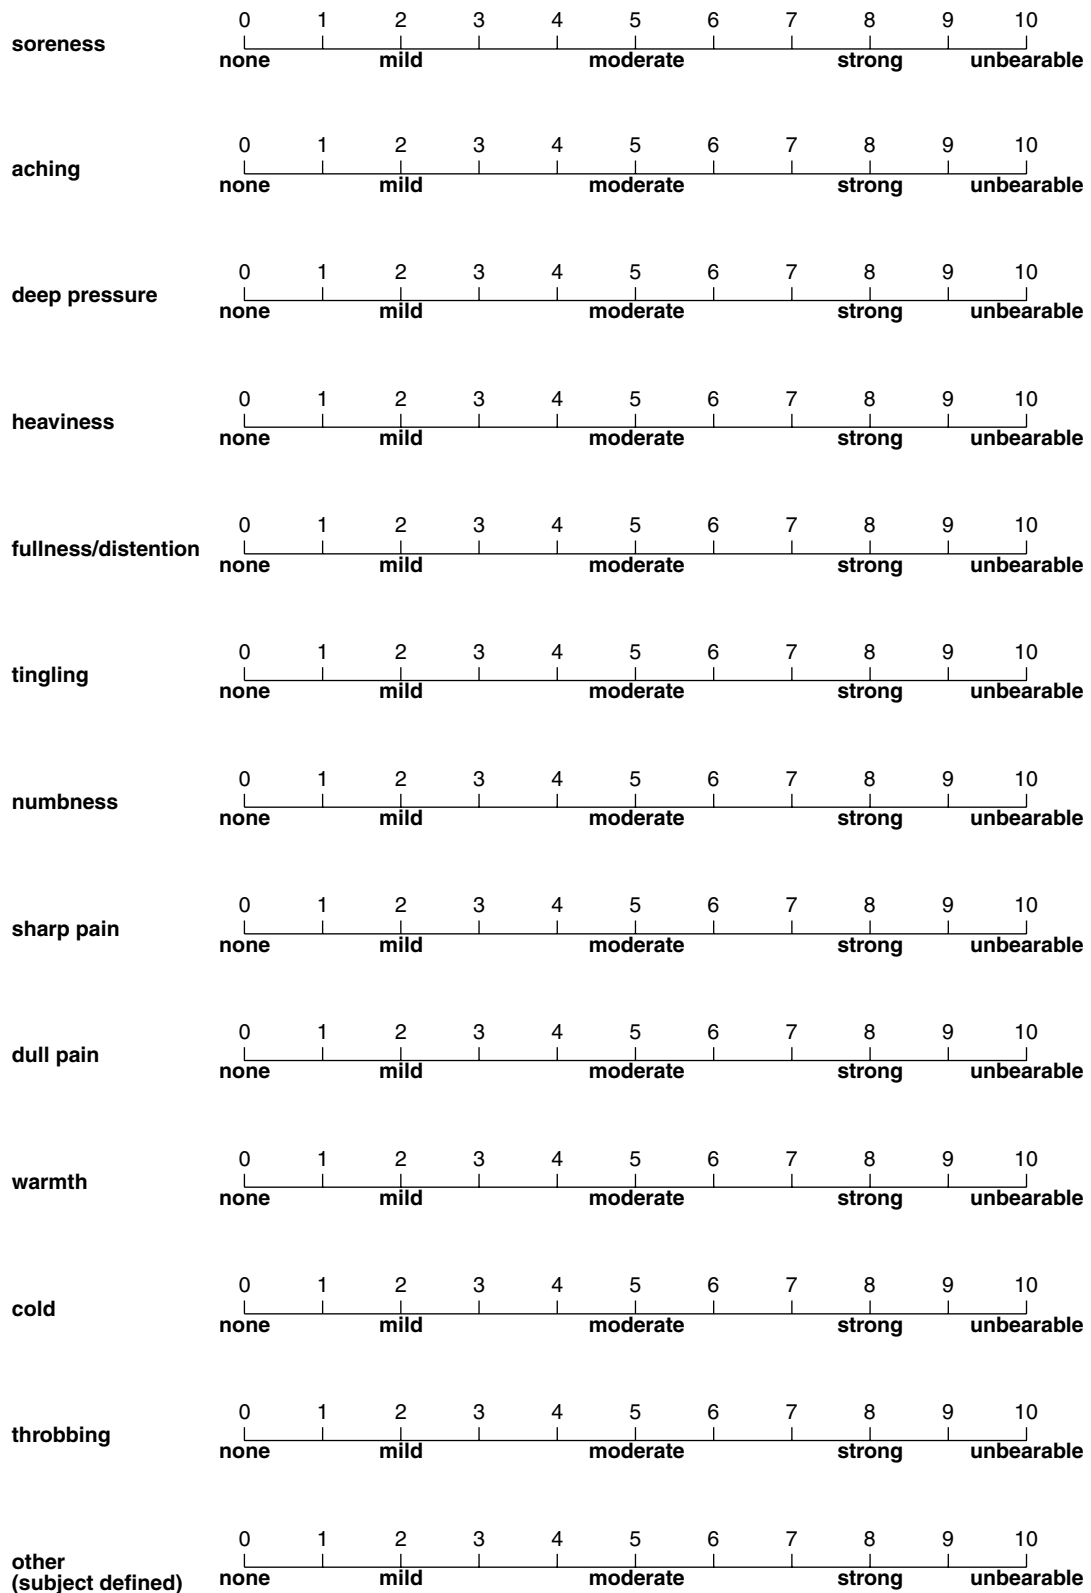 0 1 2 3 4 5 6 7 8 9 10
soreness
none mild moderate strong unbearable
0 1 2 3 4 5 6 7 8 9 10
aching
none mild moderate strong unbearable
0 1 2 3 4 5 6 7 8 9 10
deep pressure
none mild moderate strong unbearable
0 1 2 3 4 5 6 7 8 9 10
heaviness
none mild moderate strong unbearable
0 1 2 3 4 5 6 7 8 9 10
fullness/distention
none mild moderate strong unbearable
0 1 2 3 4 5 6 7 8 9 10
tingling
none mild moderate strong unbearable
0 1 2 3 4 5 6 7 8 9 10
numbness
none mild moderate strong unbearable
0 1 2 3 4 5 6 7 8 9 10
sharp pain
none mild moderate strong unbearable
0 1 2 3 4 5 6 7 8 9 10
dull pain
none mild moderate strong unbearable
0 1 2 3 4 5 6 7 8 9 10
warmth
none mild moderate strong unbearable
0 1 2 3 4 5 6 7 8 9 10
cold
none mild moderate strong unbearable
0 1 2 3 4 5 6 7 8 9 10
throbbing
none mild moderate strong unbearable
0 1 2 3 4 5 6 7 8 9 10
other
(subject defined) none mild moderate strong unbearable